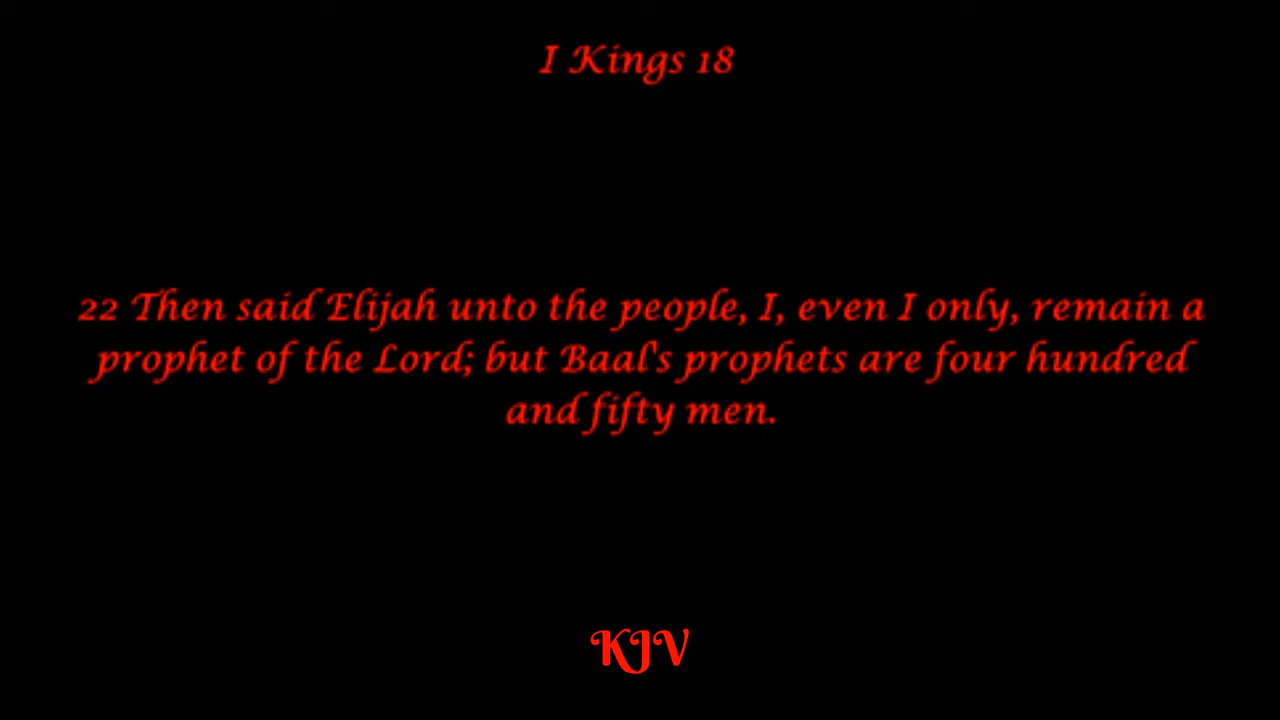 I Kings 18
22 Then said Elijah unto the people, I, even I only, remain a
prophet of the Lord; but Baal's prophets are four hundred
and fifty men.
KJV